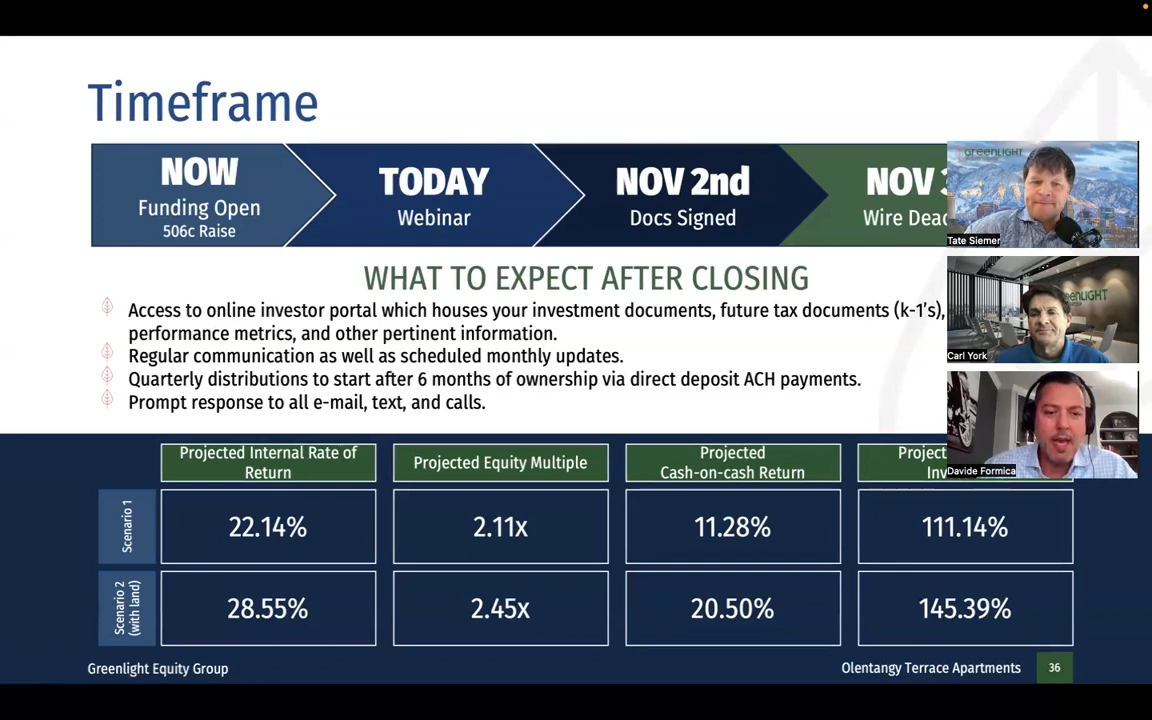 Timeframe
NOW
Funding Open
506c Raise
TODAY
Webinar
NOV 2nd
Docs Signed
NOV
Wire
greenLIGHT
Tate Siemer
WHAT TO EXPECT AFTER CLOSING
Access to online investor portal which houses your investment documents, future tax documents (k-1's),
performance metrics, and other pertinent information.
Regular communication as well as scheduled monthly updates.
Quarterly distributions to start after 6 months of ownership via direct deposit ACH payments.
Prompt response to all e-mail, text, and calls.
Carl York
Davide Formica
Projected Internal Rate of
Return
Projected Equity Multiple
Projected
Cash-on-cash Return
Scenario 1
22.14%
2.11x
11.28%
111.14%
Scenario 2
(with land)
28.55%
2.45x
20.50%
145.39%
Greenlight Equity Group
Olentangy Terrace Apartments
36